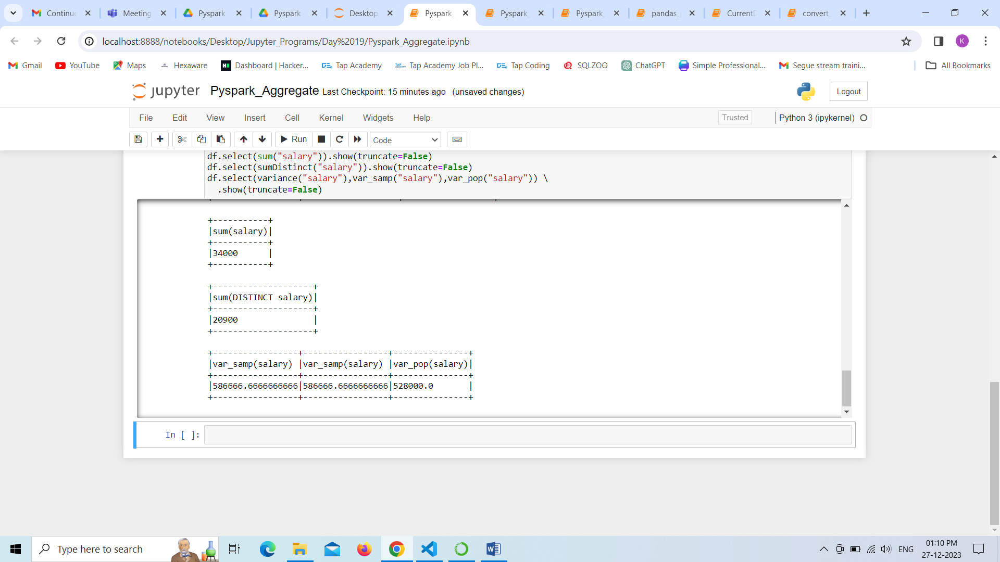 Continue
Meeting
Pyspark
Pyspark
Desktop
Pyspark_
Pyspark_
Pyspark_
pandas_
CurrentD
convert_
localhost:8888/notebooks/Desktop/Jupyter_Programs/Day%2019/Pyspark_Aggregate.ipynb
K
Gmail
YouTube
Maps
Hexaware
Dashboard | Hacker...
Tap Academy
Tap Academy Job Pl...
Tap Coding
SQLZOO
ChatGPT
Simple Professional...
Segue stream traini...
All Bookmarks
jupyter Pyspark_Aggregate Last Checkpoint: 15 minutes ago (unsaved changes)
Logout
File Edit View Insert Cell Kernel Widgets Help
Trusted
Python 3 (ipykernel)
Run
Code
df.select(sum("salary")).show(truncate=False)
df.select(sumDistinct("salary")).show(truncate=False)
df.select(variance("salary"),var_samp("salary"),var_pop("salary")) \
  .show(truncate=False)
+-----------+
|sum(salary)|
+-----------+
|34000      |
+-----------+
+--------------------+
|sum(DISTINCT salary)|
+--------------------+
|20900               |
+--------------------+
+-----------------+-----------------+---------------+
|var_samp(salary) |var_samp(salary) |var_pop(salary)|
+-----------------+-----------------+---------------+
|586666.6666666666|586666.6666666666|528000.0       |
+-----------------+-----------------+---------------+
In [ ]:
Type here to search
ENG
01:10 PM
27-12-2023